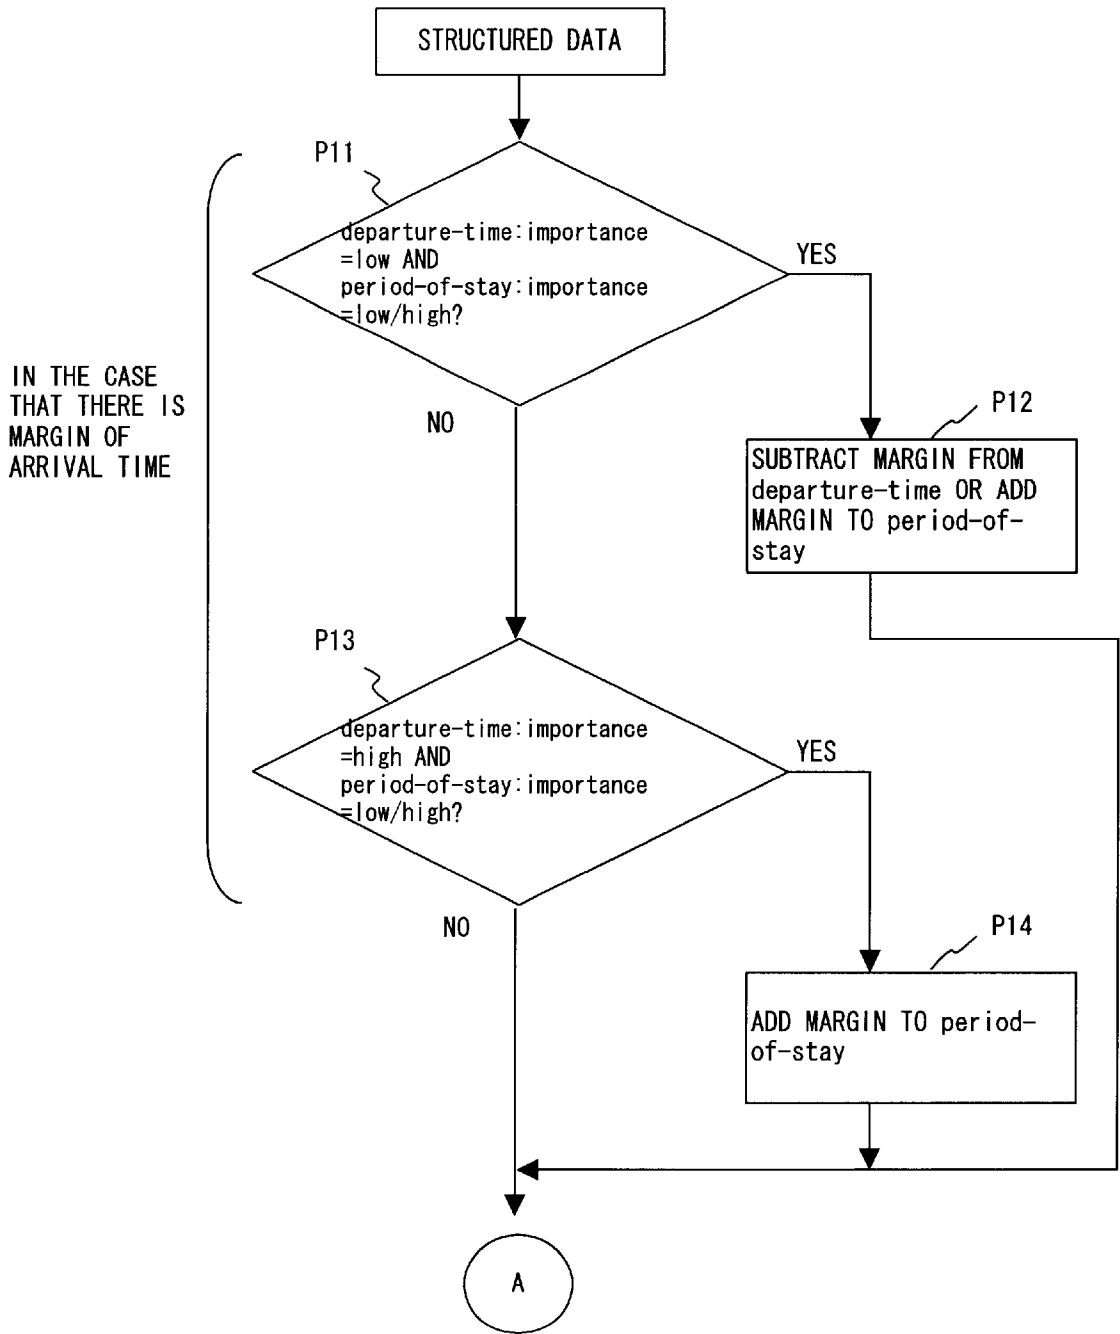 STRUCTURED DATA
P11
departure-time:importance
=low AND
period-of-stay:importance
=low/high?
YES
NO
IN THE CASE
THAT THERE IS
MARGIN OF
ARRIVAL TIME
P12
SUBTRACT MARGIN FROM
departure-time OR ADD
MARGIN TO period-of-
stay
P13
departure-time:importance
=high AND
period-of-stay:importance
=low/high?
YES
NO
P14
ADD MARGIN TO period-
of-stay
A